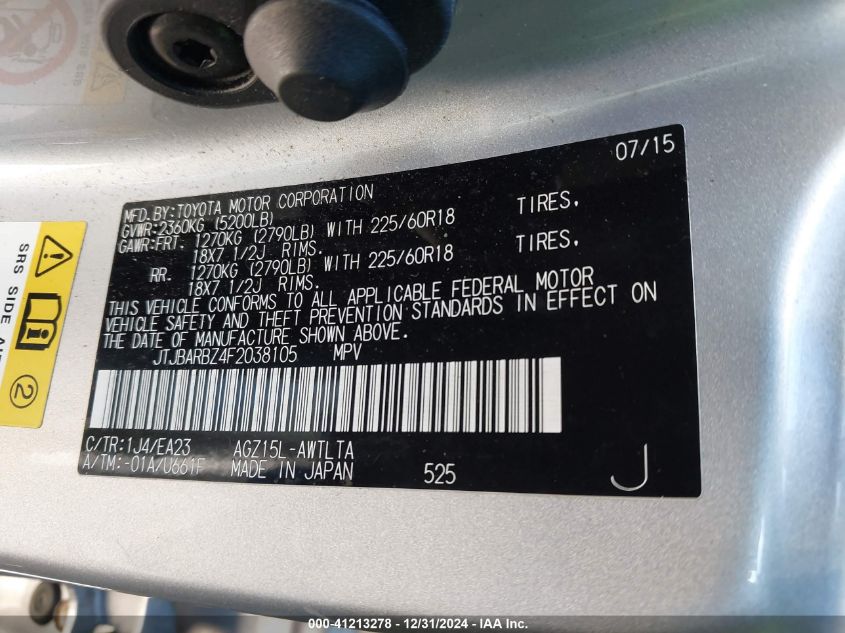 07/15
MFD.BY:TOYOTA MOTOR CORPORATION
GVWR:2360KG (5200LB)
GAWR:FRT. 1270KG (2790LB) WITH 225/60R18 TIRES.
18X7 1/2J RIMS.
RR. 1270KG (2790LB) WITH 225/60R18 TIRES.
18X7 1/2J RIMS.
THIS VEHICLE CONFORMS TO ALL APPLICABLE FEDERAL MOTOR
VEHICLE SAFETY AND THEFT PREVENTION STANDARDS IN EFFECT ON
THE DATE OF MANUFACTURE SHOWN ABOVE.
JTJBARBZ4F2038105 MPV
C/TR:1J4/EA23 AGZ15L-AWTLTA
A/TM:-01A/U661F MADE IN JAPAN 525 J
SRS SIDE
2
000-41213278 - 12/31/2024 - IAA Inc.